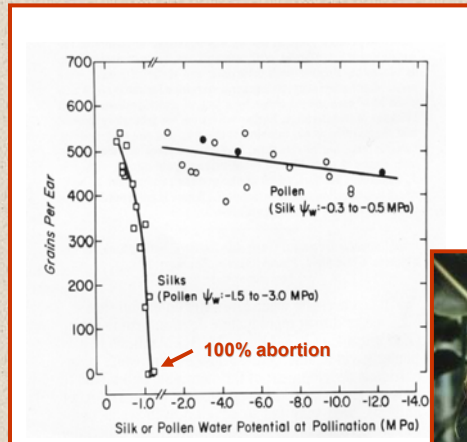 700
600
500
400
300
200
100
0
Grains Per Ear
Pollen
(Silk ψw:-0.3 to -0.5 MPa)
Silks
(Pollen ψw:-1.5 to -3.0 MPa)
100% abortion
0 -1.0 -2.0 -4.0 -6.0 -8.0 -10.0 -12.0 -14.0
Silk or Pollen Water Potential at Pollination (MPa)